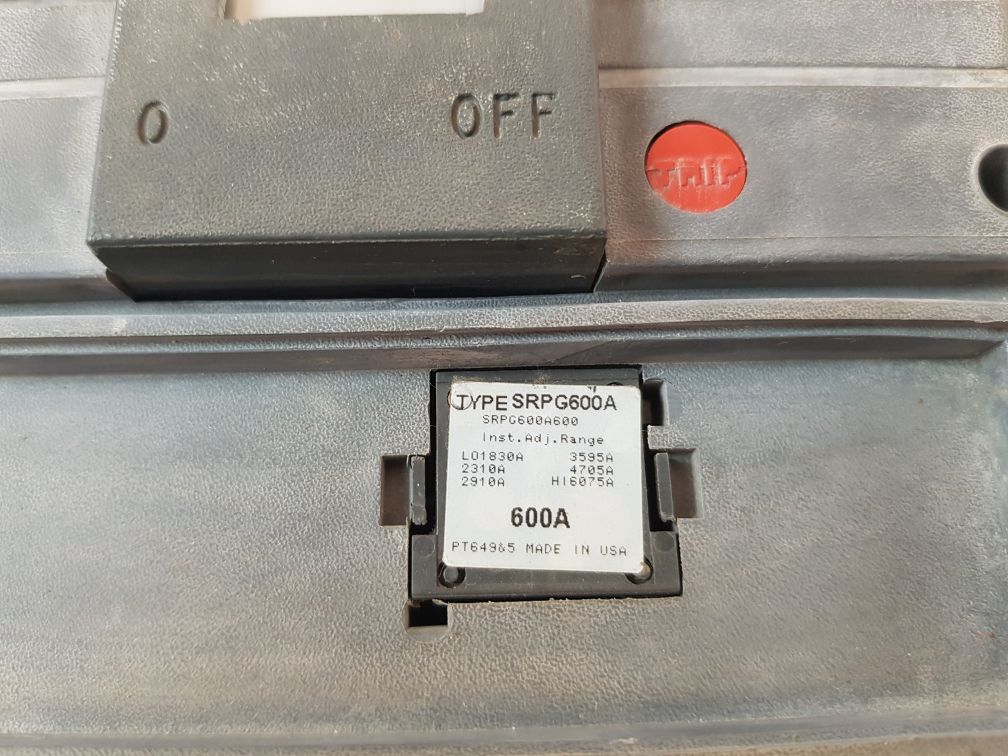 O OFF
TRIP
TYPE SRPG600A
SRPG600A600
Inst.Adj.Range
LO1830A 3595A
2310A 4705A
2910A HI6075A
600A
PT649&5 MADE IN USA